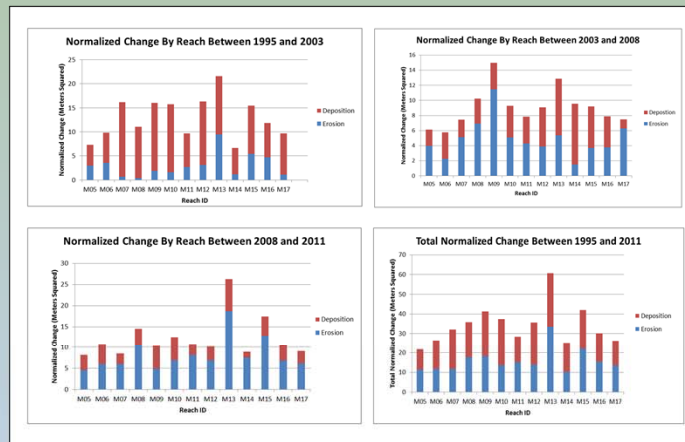 Normalized Change By Reach Between 1995 and 2003
Normalized Change (Meters Squared)
25
20
15
10
5
0
M05 M06 M07 M08 M09 M10 M11 M12 M13 M14 M15 M16 M17
Reach ID
Deposition
Erosion
Normalized Change By Reach Between 2003 and 2008
Normalized Change (Meters Squared)
16
14
12
10
8
6
4
2
0
M05 M06 M07 M08 M09 M10 M11 M12 M13 M14 M15 M16 M17
Reach ID
Deposition
Erosion
Normalized Change By Reach Between 2008 and 2011
Normalized Change (Meters Squared)
30
25
20
15
10
5
0
M05 M06 M07 M08 M09 M10 M11 M12 M13 M14 M15 M16 M17
Reach ID
Deposition
Erosion
Total Normalized Change Between 1995 and 2011
Total Normalized Change (Meters Squared)
70
60
50
40
30
20
10
0
M05 M06 M07 M08 M09 M10 M11 M12 M13 M14 M15 M16 M17
Reach ID
Deposition
Erosion